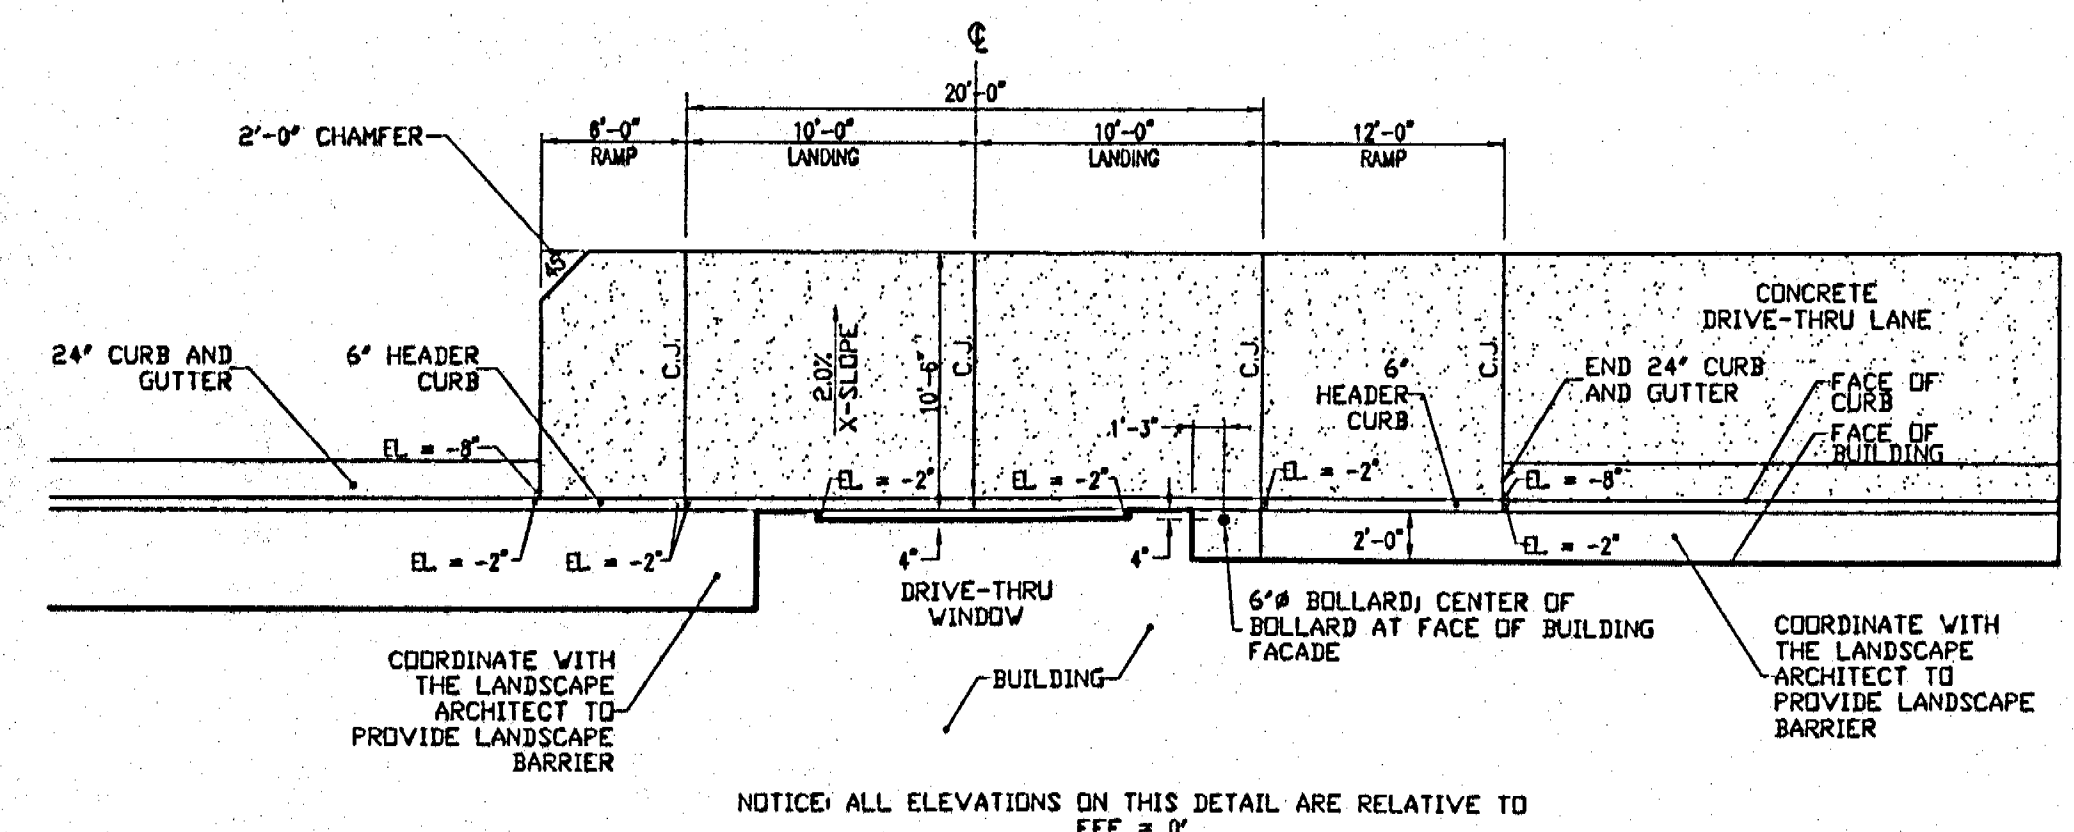 ℄
20'-0"
2'-0" CHAMFER
6'-0"
RAMP
10'-0"
LANDING
10'-0"
LANDING
12'-0"
RAMP
45°
CONCRETE
DRIVE-THRU LANE
24" CURB AND
GUTTER
6" HEADER
CURB
C.J.
2.0%
X-SLOPE
10'-6"
C.J.
C.J.
6"
HEADER
CURB
C.J.
END 24" CURB
AND GUTTER
FACE OF
CURB
FACE OF
BUILDING
1'-3"
EL = -8"
EL = -2"
EL = -2"
EL = -2"
EL = -8"
EL = -2"
EL = -2"
4"
4"
2'-0"
EL = -2"
DRIVE-THRU
WINDOW
6"Ø BOLLARD; CENTER OF
BOLLARD AT FACE OF BUILDING
FACADE
BUILDING
COORDINATE WITH
THE LANDSCAPE
ARCHITECT TO
PROVIDE LANDSCAPE
BARRIER
COORDINATE WITH
THE LANDSCAPE
ARCHITECT TO
PROVIDE LANDSCAPE
BARRIER
NOTICE: ALL ELEVATIONS ON THIS DETAIL ARE RELATIVE TO
FFE = 0'